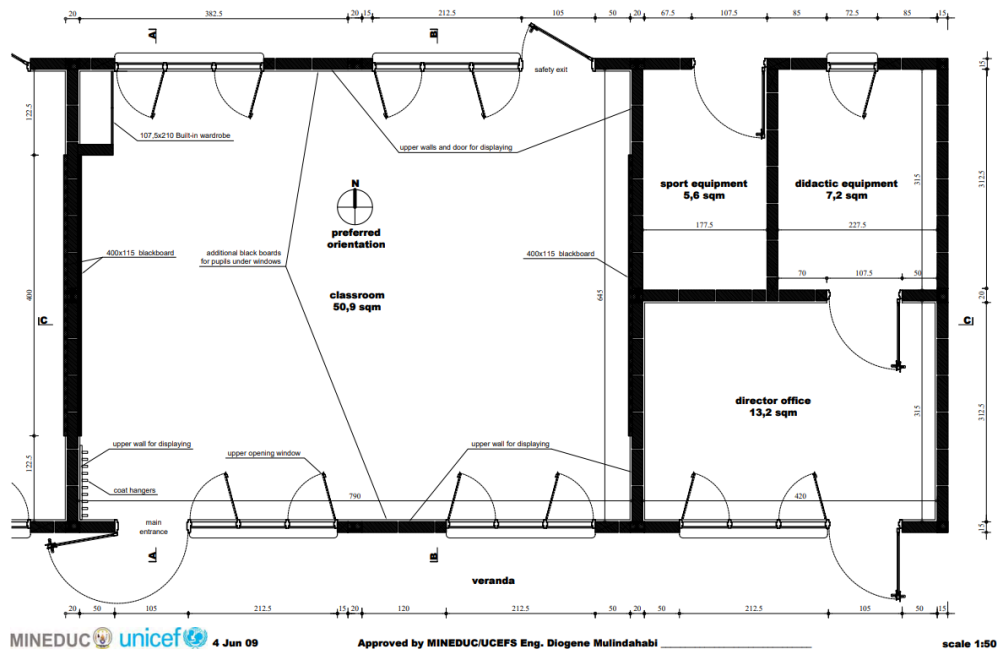 20 382.5 20 15 212.5 105 50 20 67.5 107.5 85 72.5 85 15
A B
safety exit
15
122.5
107,5x210 Built-in wardrobe
upper walls and door for displaying
sport equipment
5,6 sqm
didactic equipment
7,2 sqm
315
312.5
N
preferred
orientation
177.5 227.5
400x115 blackboard
additional black boards
for pupils under windows
400x115 blackboard
70 107.5 50
400
classroom
50,9 sqm
645
20
C C
director office
13,2 sqm
315
312.5
122.5
upper wall for displaying
upper opening window
upper wall for displaying
coat hangers
790
420
main
entrance
15
A B
veranda
20 50 105 212.5 15 20 120 212.5 50 20 50 212.5 105 50 15
MINEDUC unicef 4 Jun 09 Approved by MINEDUC/UCEFS Eng. Diogene Mulindahabi ______________________ scale 1:50